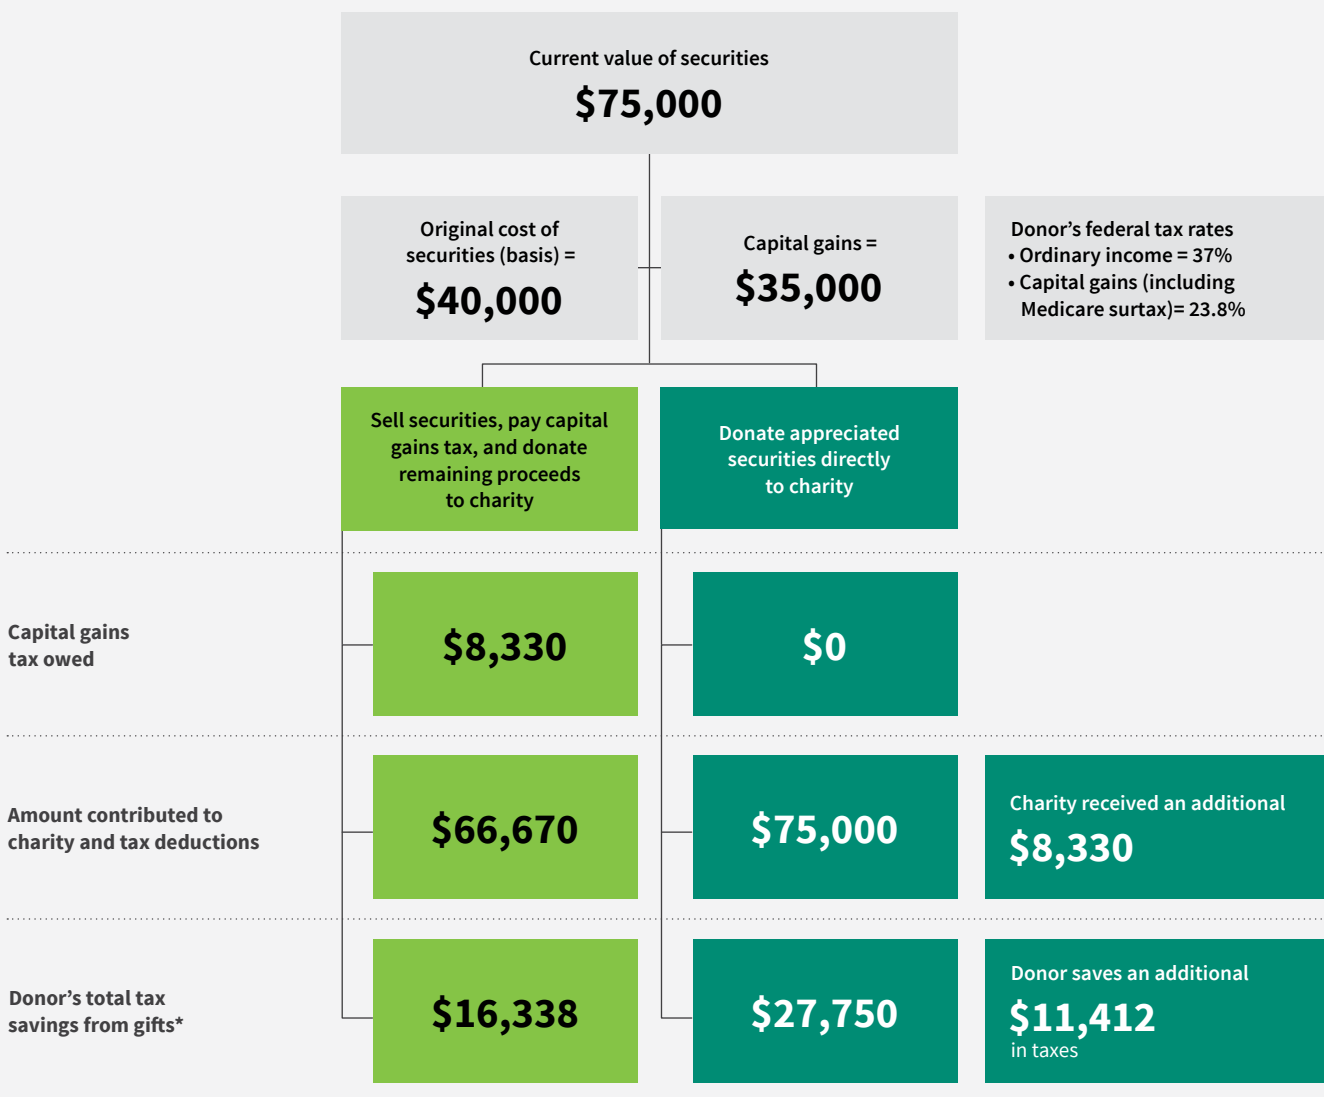 Current value of securities
$75,000
Original cost of
securities (basis) =
$40,000
Capital gains =
$35,000
Donor’s federal tax rates
• Ordinary income = 37%
• Capital gains (including
Medicare surtax)= 23.8%
Sell securities, pay capital
gains tax, and donate
remaining proceeds
to charity
Donate appreciated
securities directly
to charity
Capital gains
tax owed
$8,330
$0
Amount contributed to
charity and tax deductions
$66,670
$75,000
Charity received an additional
$8,330
Donor’s total tax
savings from gifts*
$16,338
$27,750
Donor saves an additional
$11,412
in taxes